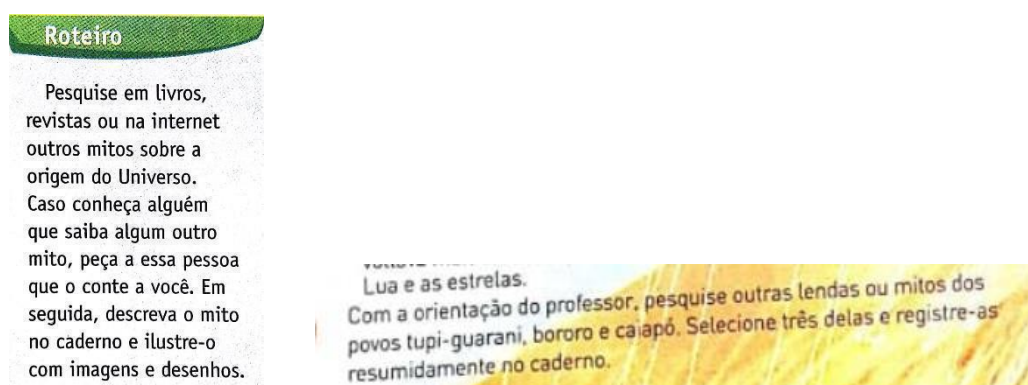 Roteiro
Pesquise em livros,
revistas ou na internet
outros mitos sobre a
origem do Universo.
Caso conheça alguém
que saiba algum outro
mito, peça a essa pessoa
que o conte a você. Em
seguida, descreva o mito
no caderno e ilustre-o
com imagens e desenhos.
Lua e as estrelas.
Com a orientação do professor, pesquise outras lendas ou mitos dos
povos tupi-guarani, bororo e caiapó. Selecione três delas e registre-as
resumidamente no caderno.